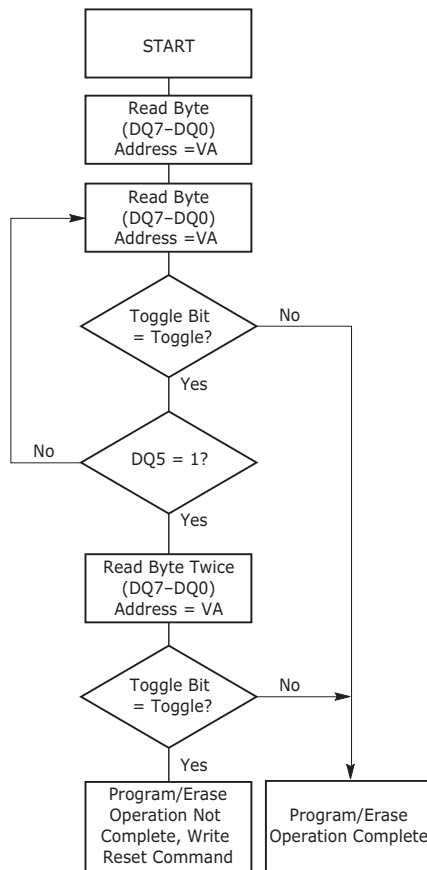 START
Read Byte
(DQ7–DQ0)
Address =VA
Read Byte
(DQ7–DQ0)
Address =VA
Toggle Bit
= Toggle?
No
Yes
No
DQ5 = 1?
Yes
Read Byte Twice
(DQ7–DQ0)
Address = VA
Toggle Bit
= Toggle?
No
Yes
Program/Erase
Operation Not
Complete, Write
Reset Command
Program/Erase
Operation Complete